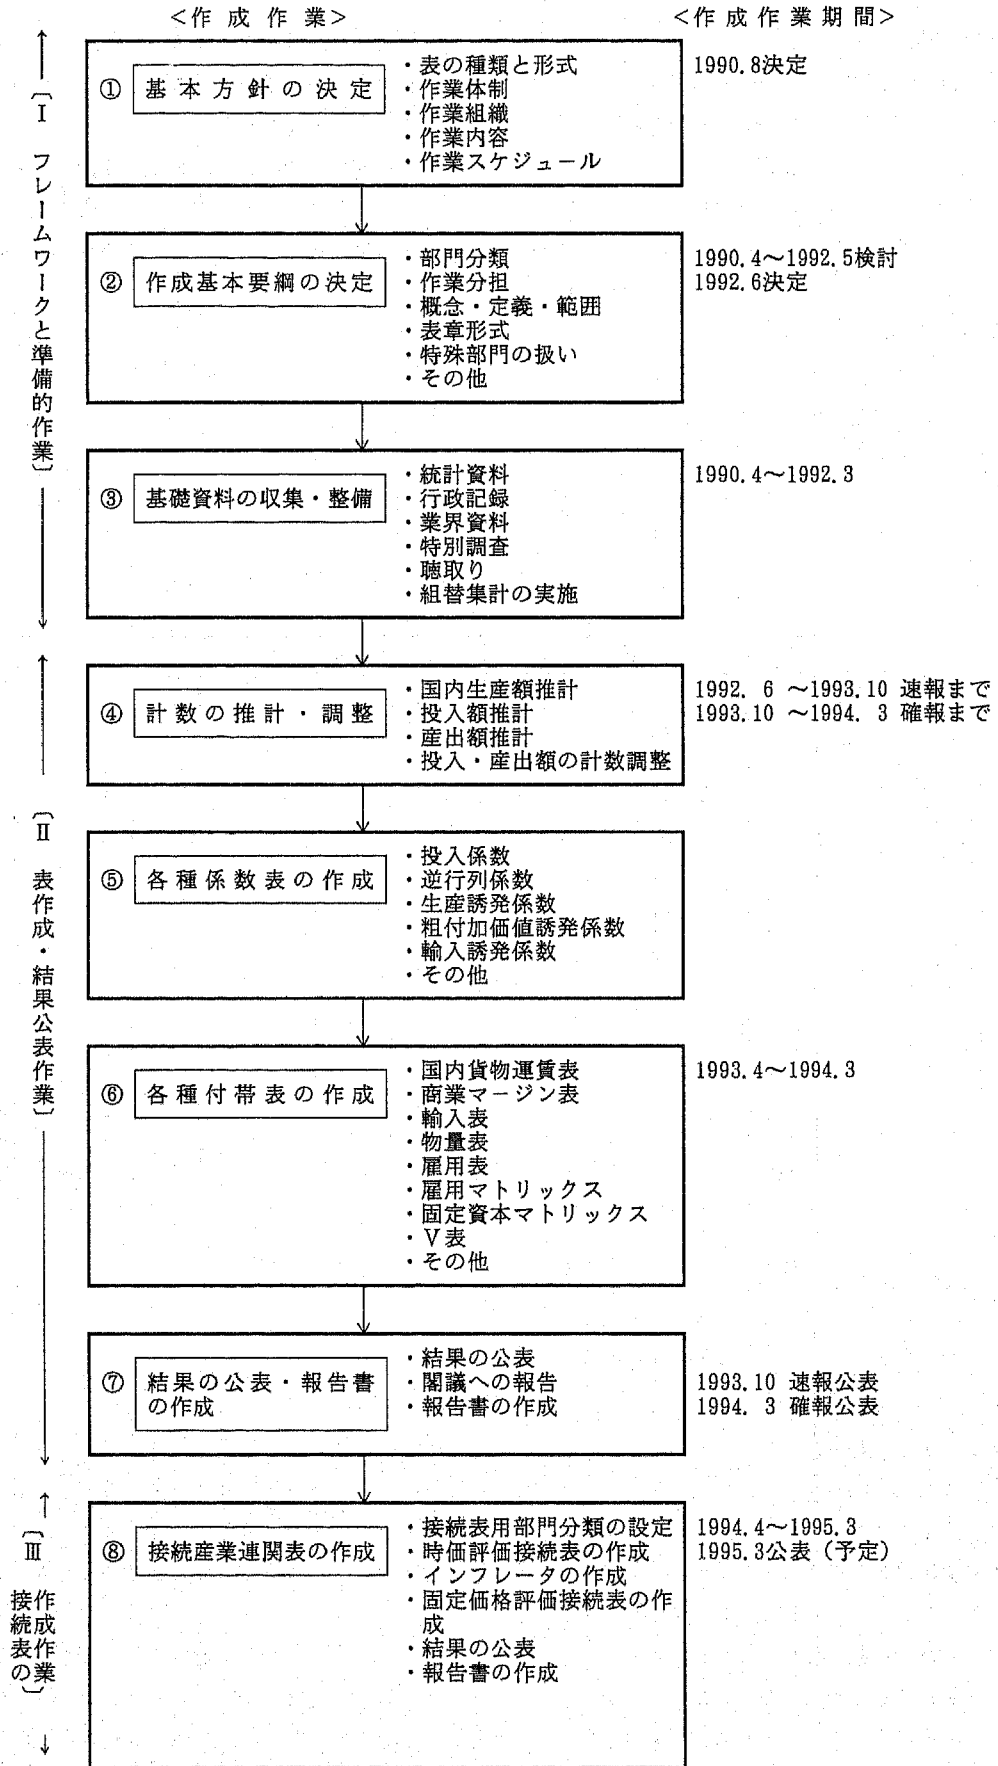 <作成作業>
<作成作業期間>
〔Ⅰ フレームワークと準備的作業〕
① 基本方針の決定
・表の種類と形式
・作業体制
・作業組織
・作業内容
・作業スケジュール
1990.8決定
② 作成基本要綱の決定
・部門分類
・作業分担
・概念・定義・範囲
・表章形式
・特殊部門の扱い
・その他
1990.4～1992.5検討
1992.6決定
③ 基礎資料の収集・整備
・統計資料
・行政記録
・業界資料
・特別調査
・聴取り
・組替集計の実施
1990.4～1992.3
〔Ⅱ 表作成・結果公表作業〕
④ 計数の推計・調整
・国内生産額推計
・投入額推計
・産出額推計
・投入・産出額の計数調整
1992. 6 ～1993.10 速報まで
1993.10 ～1994. 3 確報まで
⑤ 各種係数表の作成
・投入係数
・逆行列係数
・生産誘発係数
・粗付加価値誘発係数
・輸入誘発係数
・その他
⑥ 各種付帯表の作成
・国内貨物運賃表
・商業マージン表
・輸入表
・物量表
・雇用表
・雇用マトリックス
・固定資本マトリックス
・V表
・その他
1993.4～1994.3
⑦ 結果の公表・報告書
の作成
・結果の公表
・閣議への報告
・報告書の作成
1993.10 速報公表
1994. 3 確報公表
〔Ⅲ 接続表の
作成作業〕
⑧ 接続産業連関表の作成
・接続表用部門分類の設定
・時価評価接続表の作成
・インフレータの作成
・固定価格評価接続表の作
成
・結果の公表
・報告書の作成
1994.4～1995.3
1995.3公表（予定）